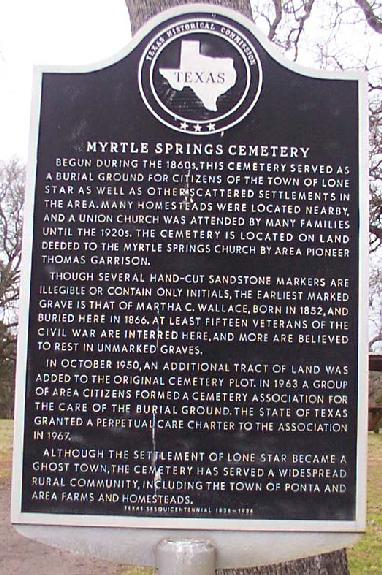 TEXAS HISTORICAL COMMISSION
TEXAS
MYRTLE SPRINGS CEMETERY
BEGUN DURING THE 1860s, THIS CEMETERY SERVED AS
A BURIAL GROUND FOR CITIZENS OF THE TOWN OF LONE
STAR AS WELL AS OTHER SCATTERED SETTLEMENTS IN
THE AREA. MANY HOMESTEADS WERE LOCATED NEARBY,
AND A UNION CHURCH WAS ATTENDED BY MANY FAMILIES
UNTIL THE 1920s. THE CEMETERY IS LOCATED ON LAND
DEEDED TO THE MYRTLE SPRINGS CHURCH BY AREA PIONEER
THOMAS GARRISON.
THOUGH SEVERAL HAND-CUT SANDSTONE MARKERS ARE
ILLEGIBLE OR CONTAIN ONLY INITIALS, THE EARLIEST MARKED
GRAVE IS THAT OF MARTHA C. WALLACE, BORN IN 1852, AND
BURIED HERE IN 1866. AT LEAST FIFTEEN VETERANS OF THE
CIVIL WAR ARE INTERRED HERE, AND MORE ARE BELIEVED
TO REST IN UNMARKED GRAVES.
IN OCTOBER 1950, AN ADDITIONAL TRACT OF LAND WAS
ADDED TO THE ORIGINAL CEMETERY PLOT. IN 1963 A GROUP
OF AREA CITIZENS FORMED A CEMETERY ASSOCIATION FOR
THE CARE OF THE BURIAL GROUND. THE STATE OF TEXAS
GRANTED A PERPETUAL CARE CHARTER TO THE ASSOCIATION
IN 1967.
ALTHOUGH THE SETTLEMENT OF LONE STAR BECAME A
GHOST TOWN, THE CEMETERY HAS SERVED A WIDESPREAD
RURAL COMMUNITY, INCLUDING THE TOWN OF PONTA AND
AREA FARMS AND HOMESTEADS.
TEXAS SESQUICENTENNIAL 1836-1986